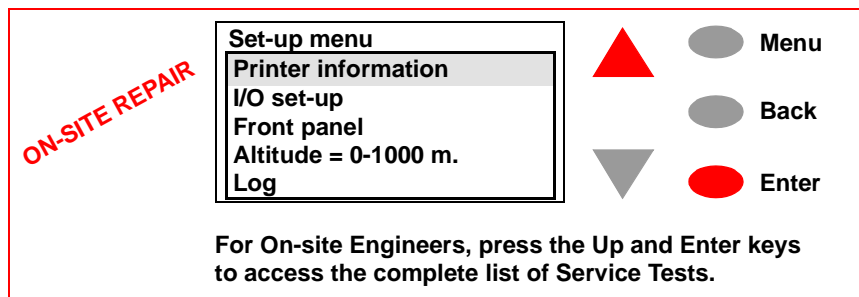 ON-SITE REPAIR
Set-up menu
Printer information
I/O set-up
Front panel
Altitude = 0-1000 m.
Log
Menu
Back
Enter
For On-site Engineers, press the Up and Enter keys
to access the complete list of Service Tests.